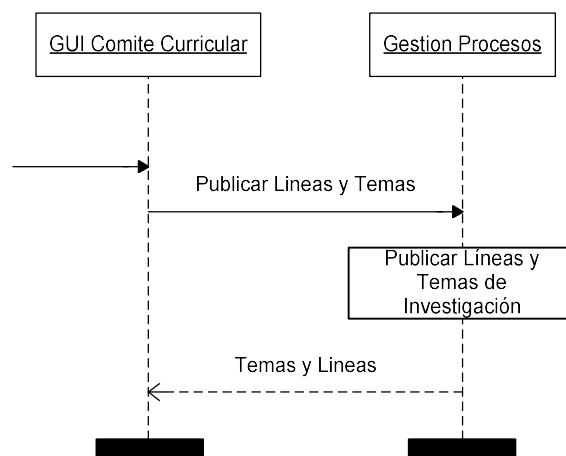 GUI Comite Curricular
Gestion Procesos
Publicar Lineas y Temas
Publicar Líneas y
Temas de
Investigación
Temas y Lineas